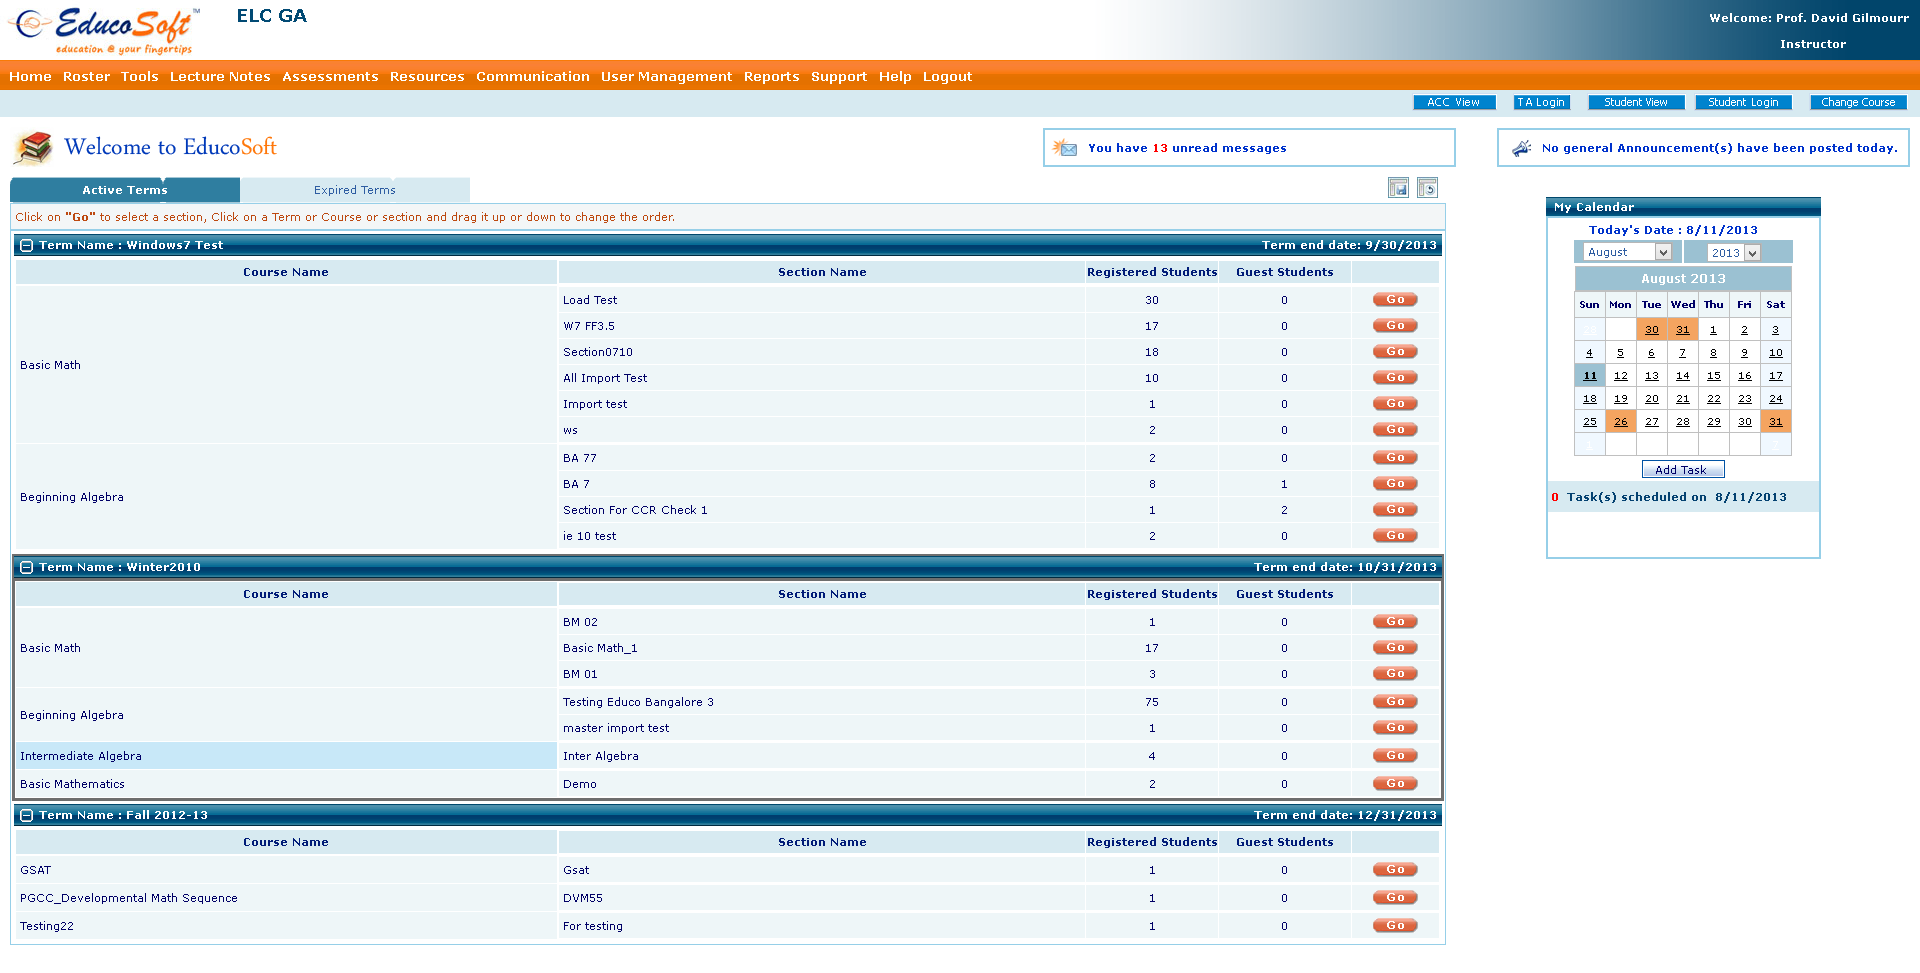 EducoSoft™
education @ your fingertips
ELC GA
Welcome: Prof. David Gilmourr
Instructor
Home Roster Tools Lecture Notes Assessments Resources Communication User Management Reports Support Help Logout
ACC View TA Login Student View Student Login Change Course
Welcome to EducoSoft
You have 13 unread messages
No general Announcement(s) have been posted today.
Active Terms Expired Terms
Click on "Go" to select a section, Click on a Term or Course or section and drag it up or down to change the order.
Term Name : Windows7 Test Term end date: 9/30/2013
Course Name Section Name Registered Students Guest Students
Basic Math
Load Test 30 0 Go
W7 FF3.5 17 0 Go
Section0710 18 0 Go
All Import Test 10 0 Go
Import test 1 0 Go
ws 2 0 Go
Beginning Algebra
BA 77 2 0 Go
BA 7 8 1 Go
Section For CCR Check 1 1 2 Go
ie 10 test 2 0 Go
Term Name : Winter2010 Term end date: 10/31/2013
Course Name Section Name Registered Students Guest Students
Basic Math
BM 02 1 0 Go
Basic Math_1 17 0 Go
BM 01 3 0 Go
Beginning Algebra
Testing Educo Bangalore 3 75 0 Go
master import test 1 0 Go
Intermediate Algebra Inter Algebra 4 0 Go
Basic Mathematics Demo 2 0 Go
Term Name : Fall 2012-13 Term end date: 12/31/2013
Course Name Section Name Registered Students Guest Students
GSAT Gsat 1 0 Go
PGCC_Developmental Math Sequence DVM55 1 0 Go
Testing22 For testing 1 0 Go
My Calendar
Today's Date : 8/11/2013
August 2013
August 2013
Sun Mon Tue Wed Thu Fri Sat
30 31 1 2 3
4 5 6 7 8 9 10
11 12 13 14 15 16 17
18 19 20 21 22 23 24
25 26 27 28 29 30 31
Add Task
0 Task(s) scheduled on 8/11/2013